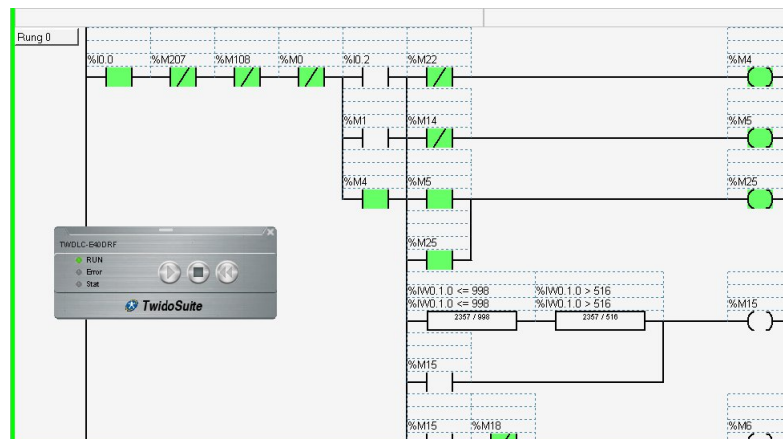 Rung 0
%I0.0 %M207 %M108 %M0 %I0.2 %M22 %M4
%M1 %M14 %M5
%M4 %M5 %M25
TWDLC-E40DRF
RUN
Error
Stat
TwidoSuite
%M25
%IW0.1.0 <= 998 %IW0.1.0 > 516
%IW0.1.0 <= 998 %IW0.1.0 > 516 %M15
2357 / 998 2357 / 516
%M15
%M15 %M18 %M6